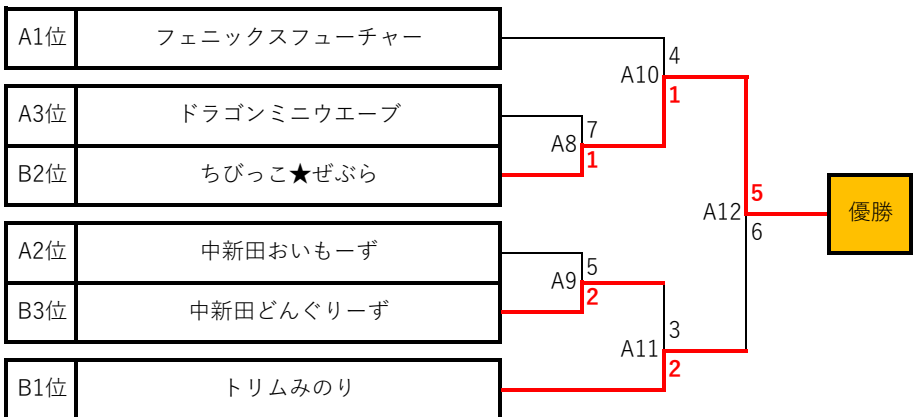 A1位 フェニックスフューチャー
4
A10
1
A3位 ドラゴンミニウエーブ
7
A8
1
B2位 ちびっこ★ぜぶら
5
A12
優勝
6
A2位 中新田おいもーず
5
A9
2
B3位 中新田どんぐりーず
3
A11
2
B1位 トリムみのり